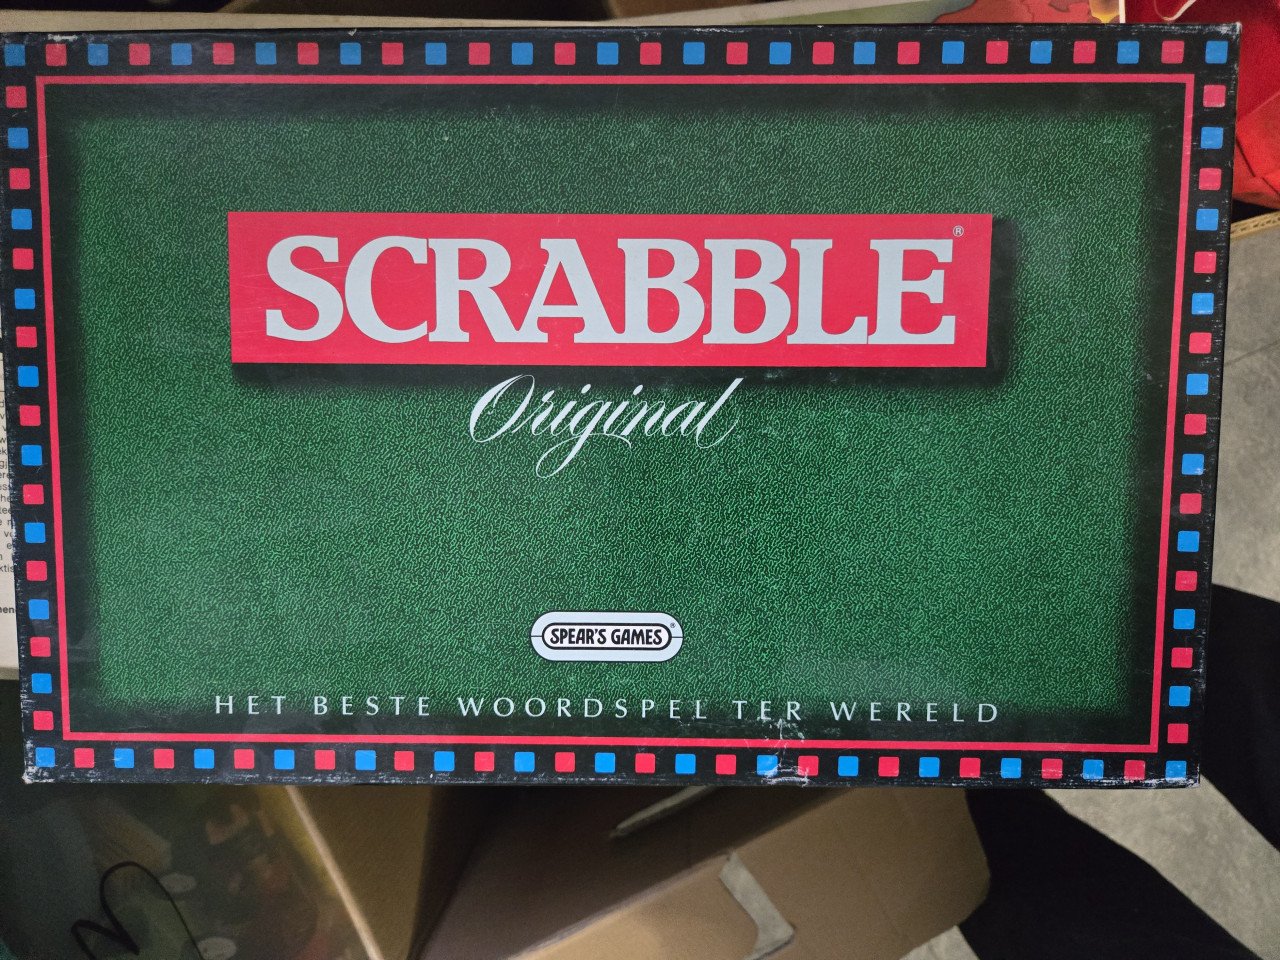 SCRABBLE®
Original
SPEAR'S GAMES®
HET BESTE WOORDSPEL TER WERELD